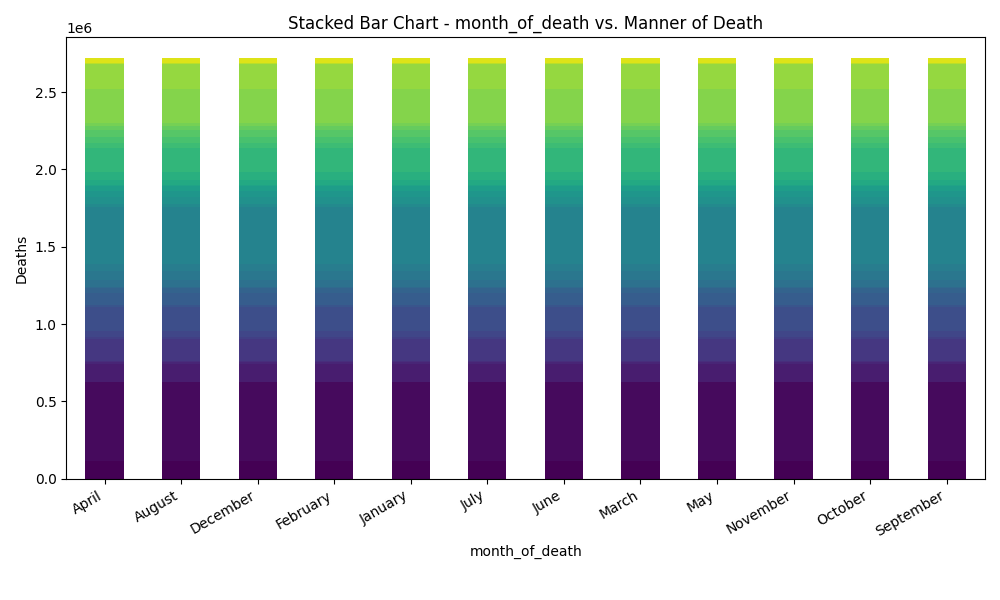 Stacked Bar Chart - month_of_death vs. Manner of Death
1e6
2.5
2.0
1.5
1.0
0.5
0.0
Deaths
April
August
December
February
January
July
June
March
May
November
October
September
month_of_death